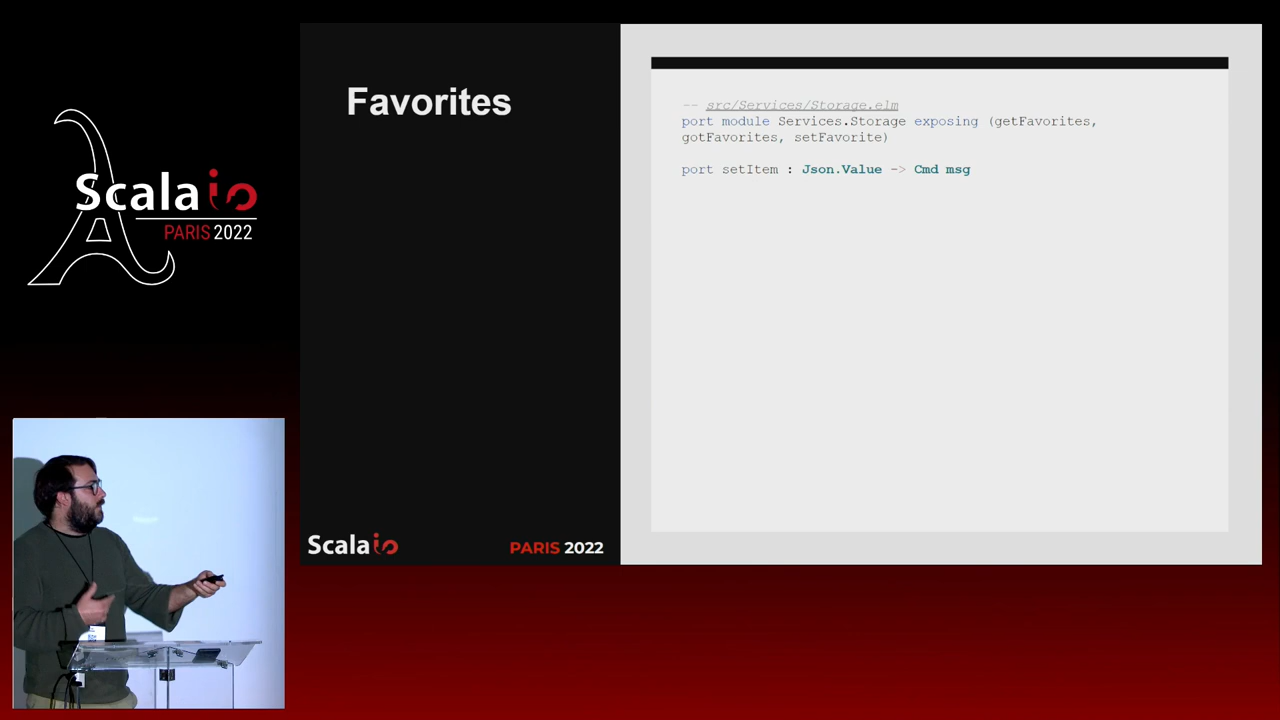 Scala io
PARIS 2022
Favorites
-- src/Services/Storage.elm
port module Services.Storage exposing (getFavorites,
gotFavorites, setFavorite)
port setItem : Json.Value -> Cmd msg
Scala io
PARIS 2022